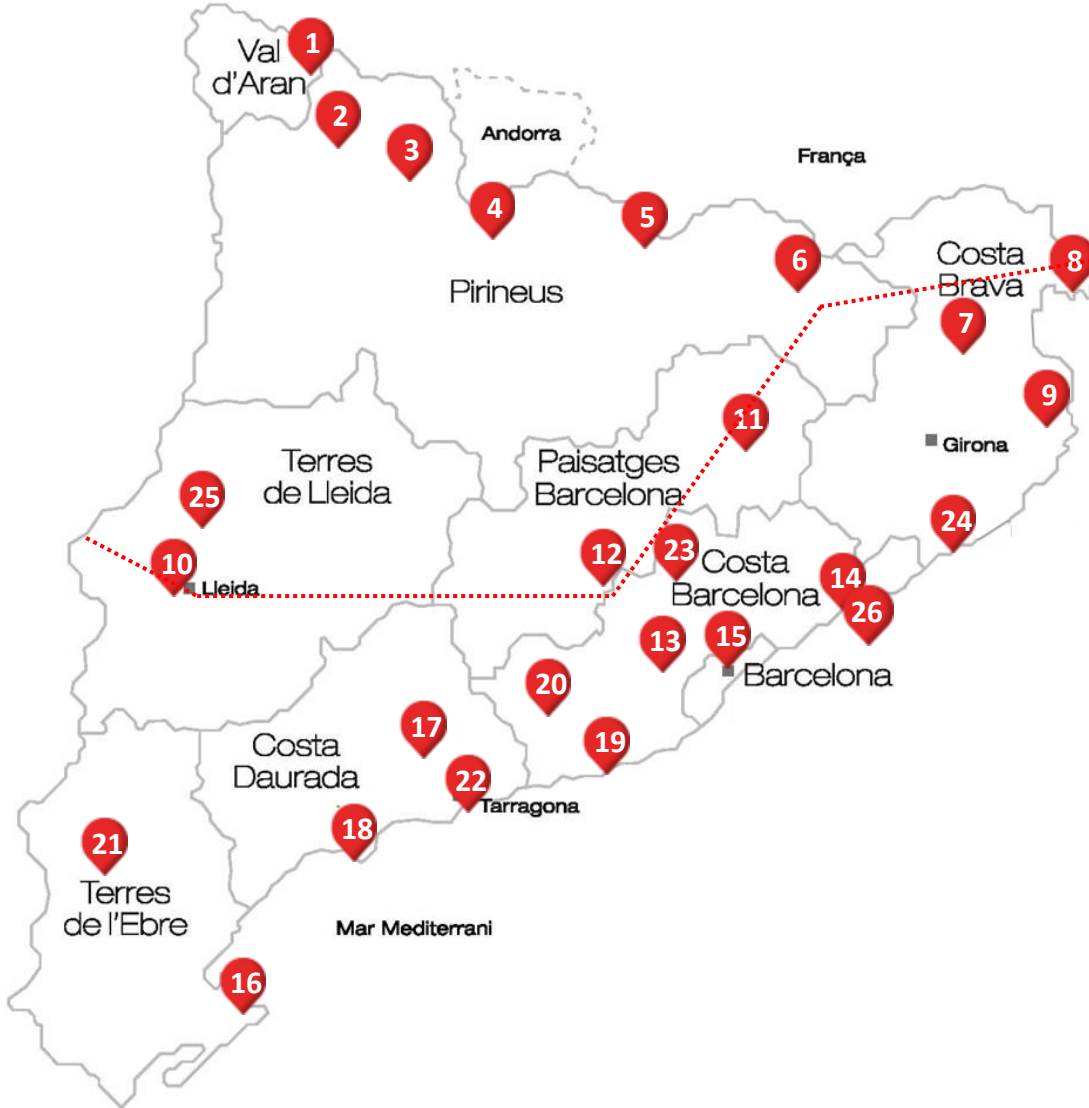 1
Val
d'Aran
2
3
Andorra
França
4
5
6
Costa
Brava
8
Pirineus
7
9
11
Girona
Terres
de Lleida
Paisatges
Barcelona
25
24
10
Lleida
12
23
Costa
Barcelona
14
26
13
15
Barcelona
20
17
19
Costa
Daurada
22
Tarragona
18
21
Terres
de l'Ebre
Mar Mediterrani
16